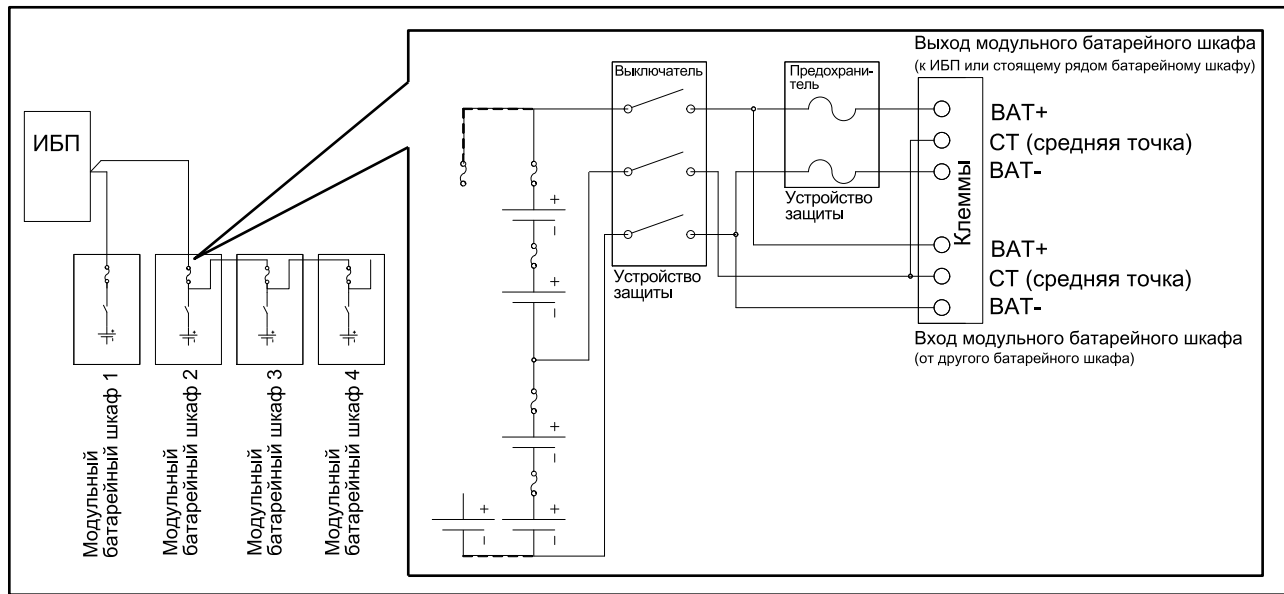 ИБП
Модульный
батарейный шкаф 1
Модульный
батарейный шкаф 2
Модульный
батарейный шкаф 3
Модульный
батарейный шкаф 4
Выключатель
Устройство
защиты
Предохрани-
тель
Устройство
защиты
Выход модульного батарейного шкафа
(к ИБП или стоящему рядом батарейному шкафу)
Клеммы
BAT+
СТ (средняя точка)
BAT-
BAT+
СТ (средняя точка)
BAT-
Вход модульного батарейного шкафа
(от другого батарейного шкафа)